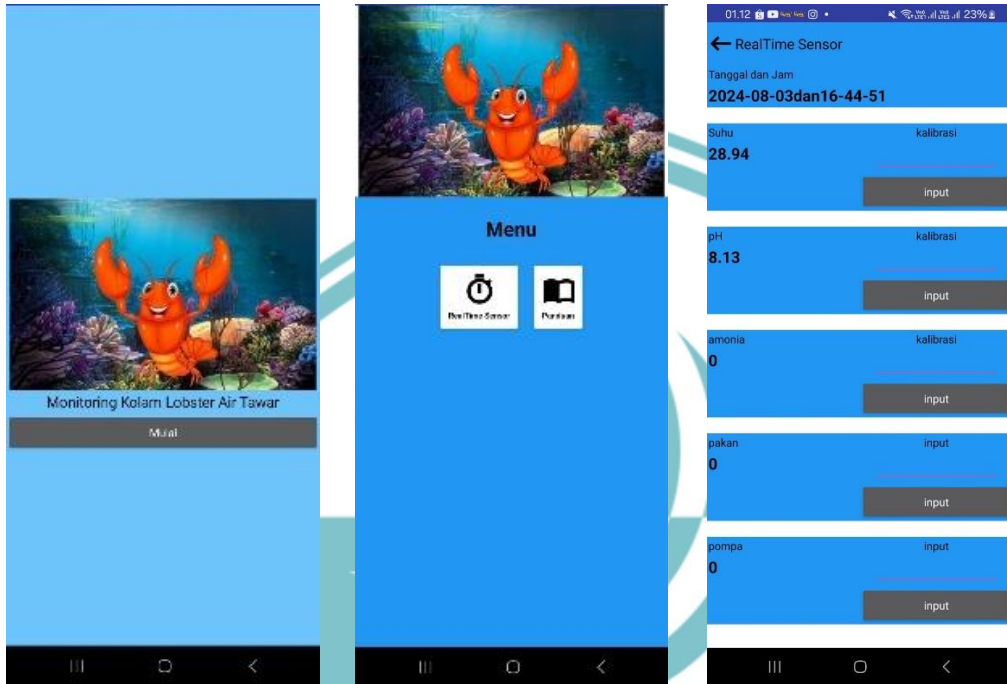 Monitoring Kolam Lobster Air Tawar
Mulai
Menu
RealTime Sensor
Panduan
01.12
23%
RealTime Sensor
Tanggal dan Jam
2024-08-03dan16-44-51
Suhu kalibrasi
28.94
input
pH kalibrasi
8.13
input
amonia kalibrasi
0
input
pakan input
0
input
pompa input
0
input